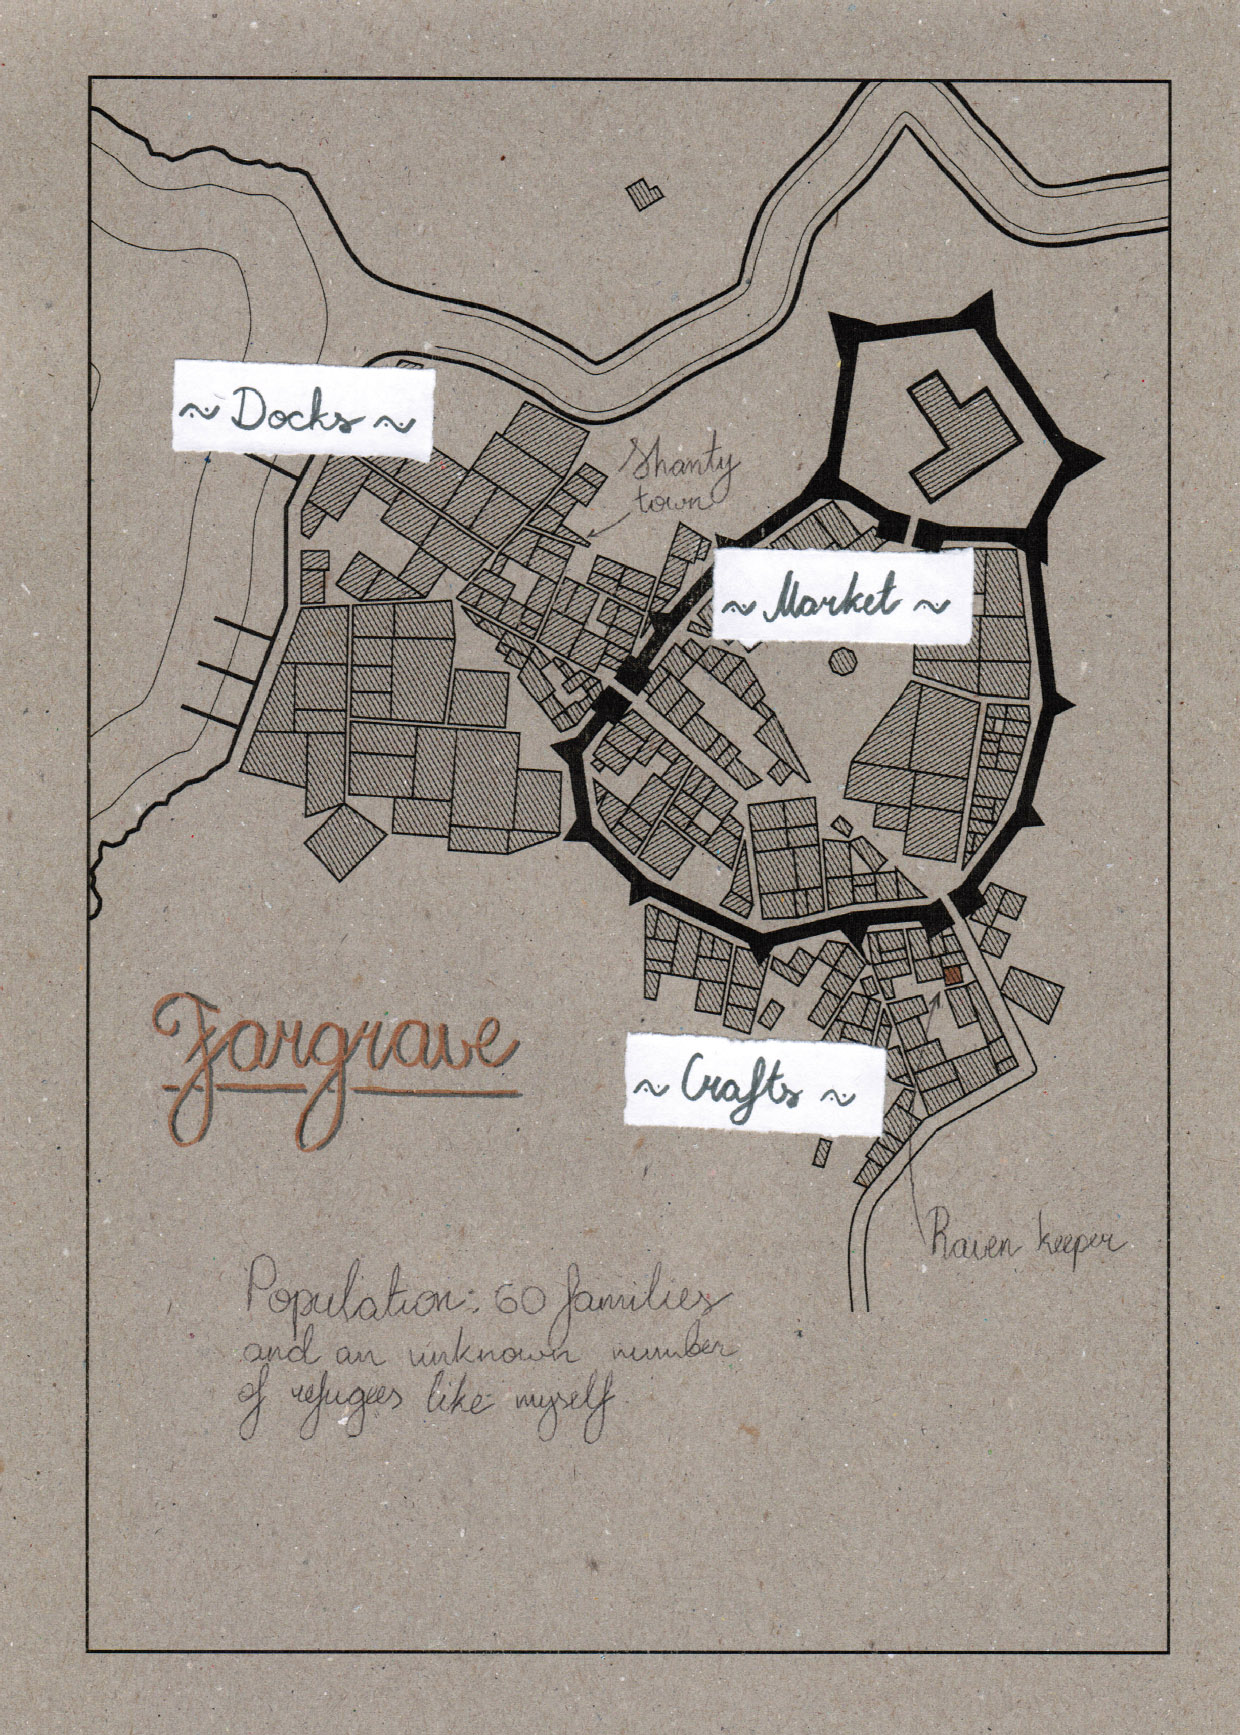 ~ Docks ~
Shanty
town
~ Market ~
Fargrave
~ Crafts ~
Raven keeper
Population: 60 families
and an unknown number
of refugees like myself